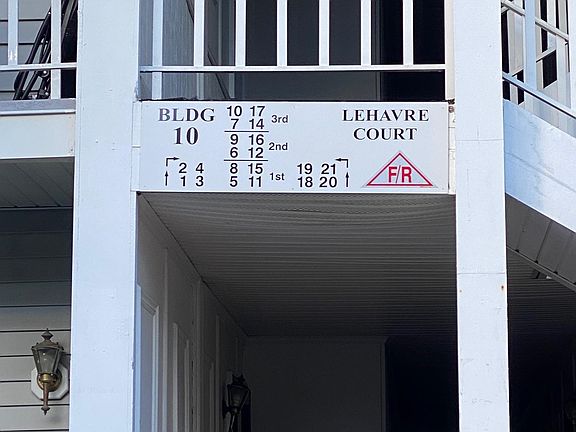 BLDG 10 17 3rd LEHAVRE
10 7 14 COURT
9 16 2nd
6 12
2 4 8 15 1st 19 21 F/R
1 3 5 11 18 20